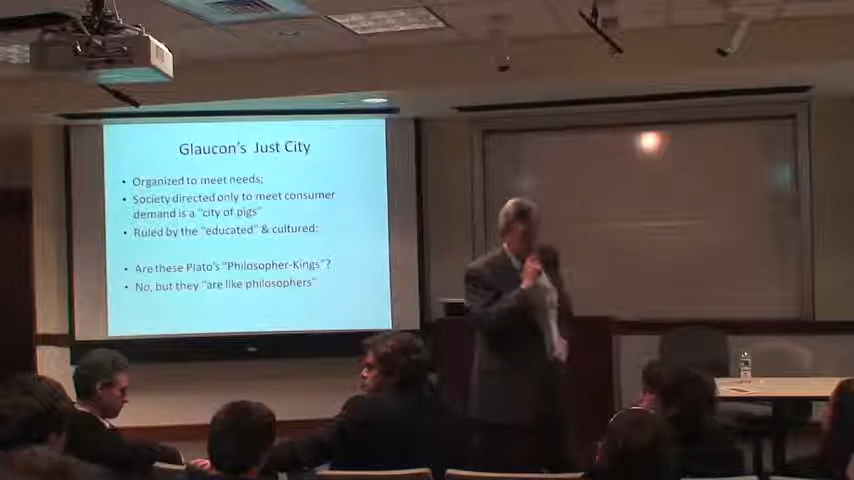 Glaucon's Just City
• Organized to meet needs;
• Society directed only to meet consumer
demand is a "city of pigs"
• Ruled by the "educated" & cultured:
• Are these Plato's "Philosopher-Kings"?
• No, but they "are like philosophers"